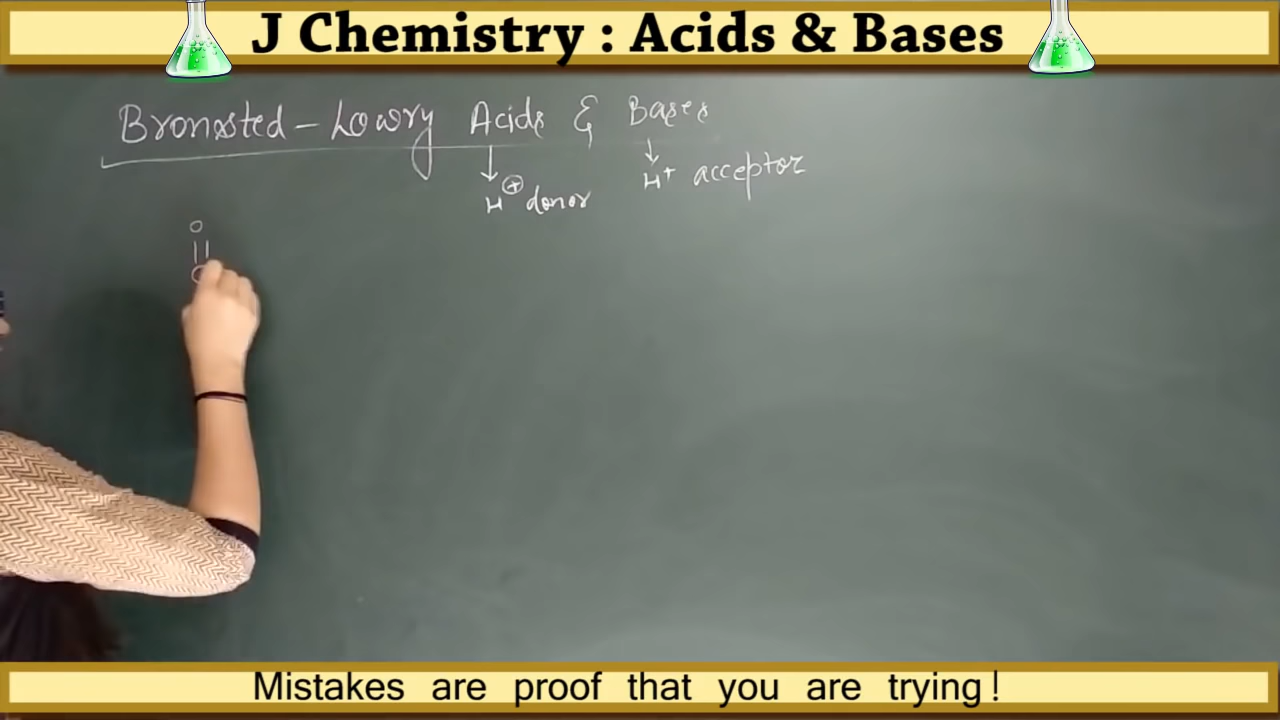 J Chemistry : Acids & Bases
Bronsted-Lowry Acids & Bases
H⊕ donor
H+ acceptor
O
Mistakes are proof that you are trying!